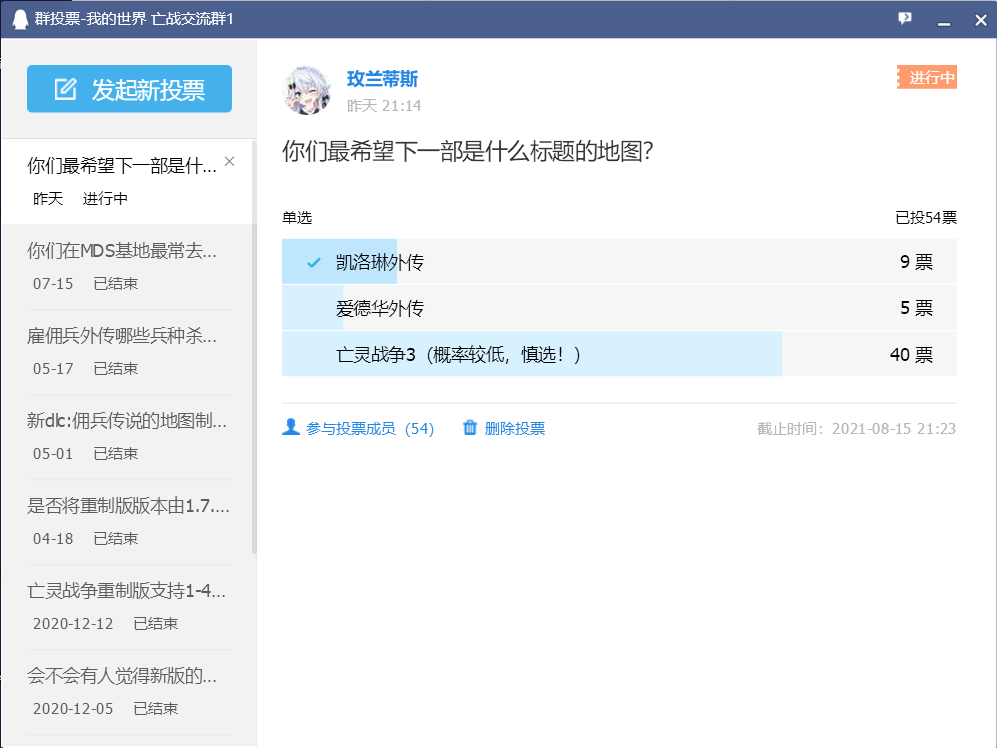 群投票-我的世界 亡战交流群1
发起新投票
你们最希望下一部是什...
昨天 进行中
你们在MDS基地最常去...
07-15 已结束
雇佣兵外传哪些兵种杀...
05-17 已结束
新dlc:佣兵传说的地图制...
05-01 已结束
是否将重制版版本由1.7....
04-18 已结束
亡灵战争重制版支持1-4...
2020-12-12 已结束
会不会有人觉得新版的...
2020-12-05 已结束
玫兰蒂斯
进行中
昨天 21:14
你们最希望下一部是什么标题的地图?
单选 已投54票
凯洛琳外传 9 票
爱德华外传 5 票
亡灵战争3（概率较低，慎选！） 40 票
参与投票成员 (54) 删除投票 截止时间：2021-08-15 21:23